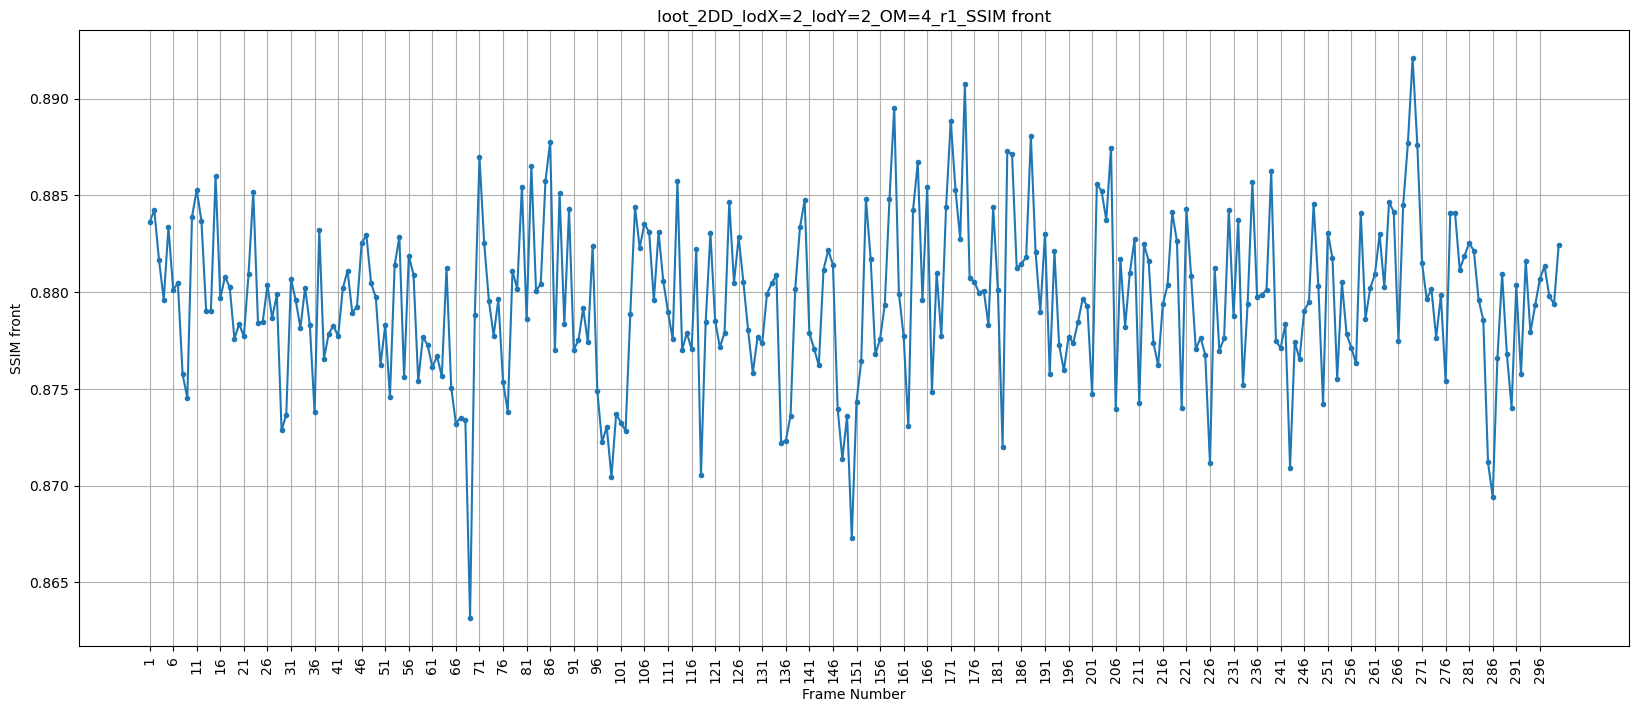 loot_2DD_lodX=2_lodY=2_OM=4_r1_SSIM front
SSIM front
0.890
0.885
0.880
0.875
0.870
0.865
1 6 11 16 21 26 31 36 41 46 51 56 61 66 71 76 81 86 91 96 101 106 111 116 121 126 131 136 141 146 151 156 161 166 171 176 181 186 191 196 201 206 211 216 221 226 231 236 241 246 251 256 261 266 271 276 281 286 291 296
Frame Number